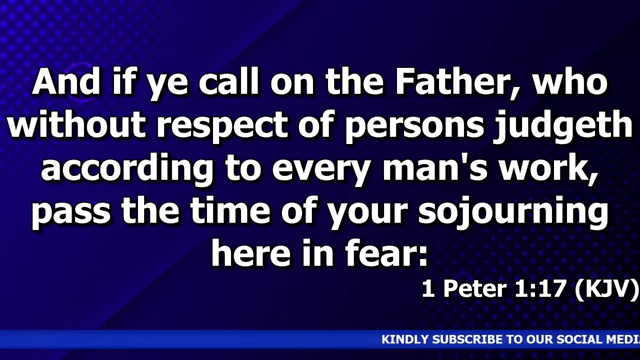 And if ye call on the Father, who
without respect of persons judgeth
according to every man's work,
pass the time of your sojourning
here in fear:
1 Peter 1:17 (KJV)
KINDLY SUBSCRIBE TO OUR SOCIAL MEDI